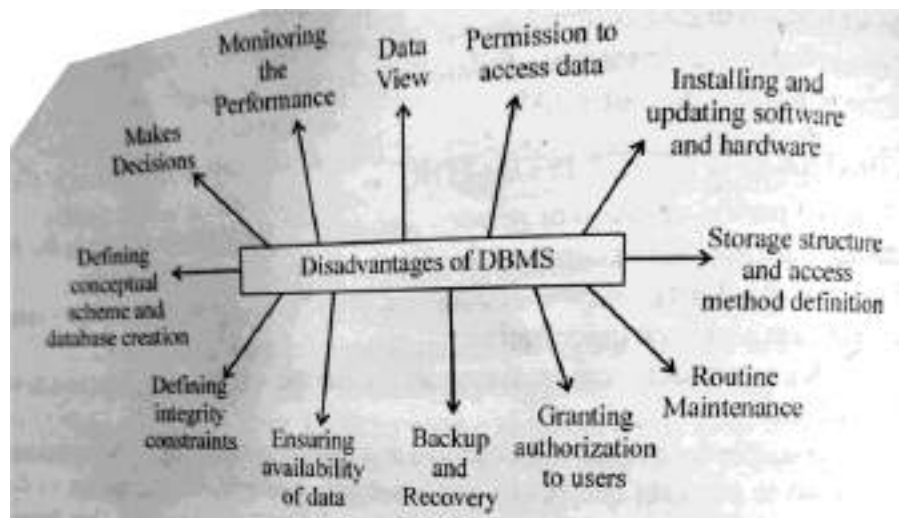 Monitoring
the
Performance
Data
View
Permission to
access data
Installing and
updating software
and hardware
Makes
Decisions
Disadvantages of DBMS
Storage structure
and access
method definition
Defining
conceptual
scheme and
database creation
Defining
integrity
constraints
Ensuring
availability
of data
Backup
and
Recovery
Granting
authorization
to users
Routine
Maintenance